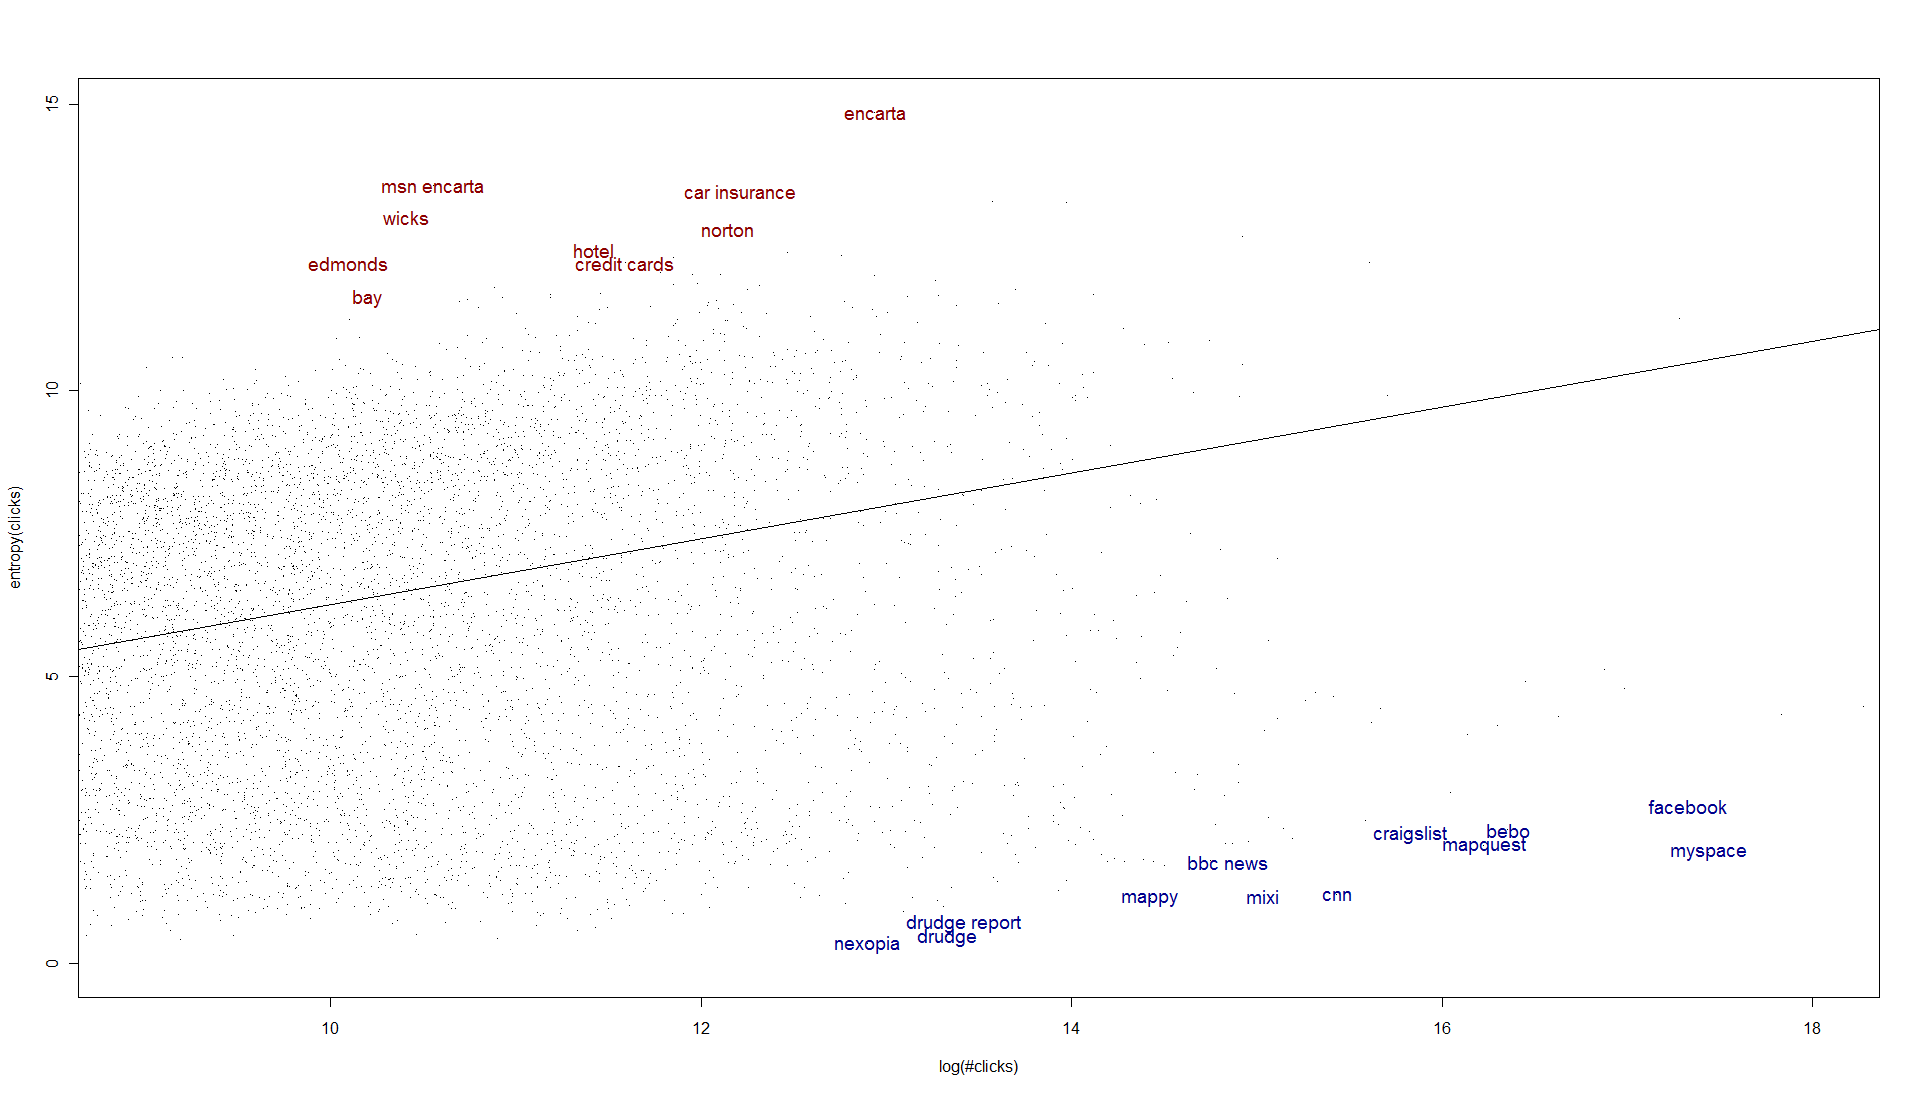 encarta
msn encarta
car insurance
wicks
norton
hotel
edmonds
credit cards
bay
facebook
craigslist
bebo
mapquest
myspace
bbc news
mappy
mixi
cnn
drudge report
drudge
nexopia
entropy(clicks)
15
10
5
0
10 12 14 16 18
log(#clicks)